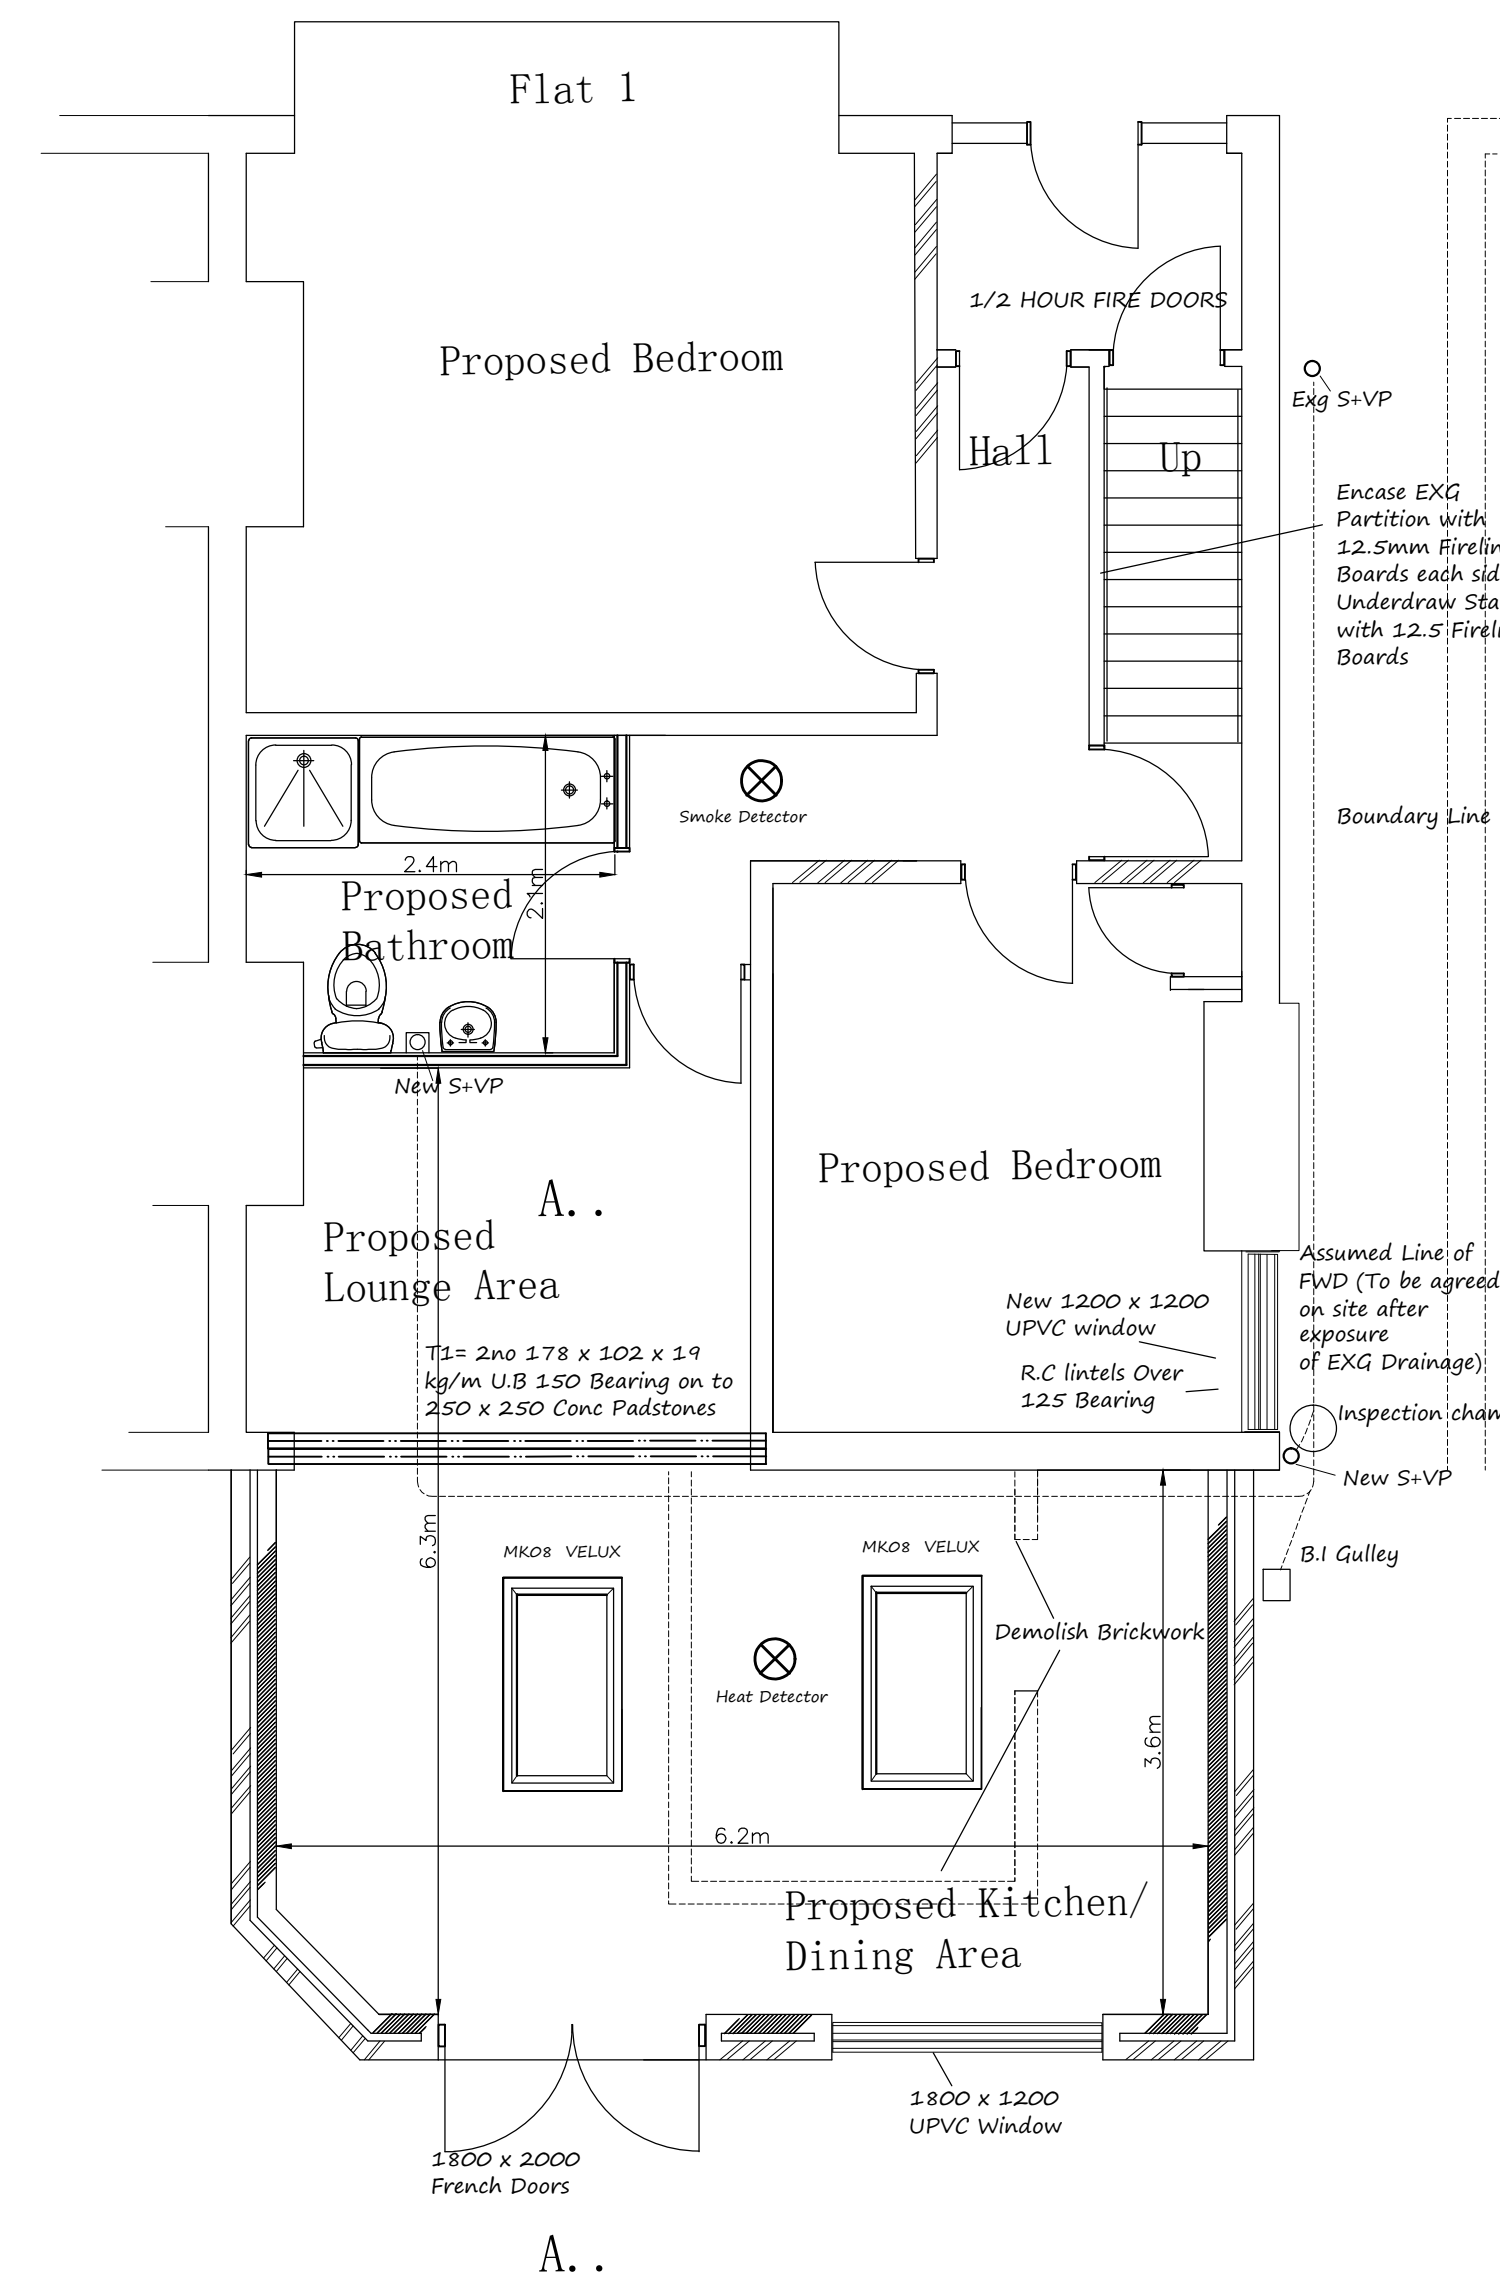 Flat 1
1/2 HOUR FIRE DOORS
Proposed Bedroom
Exg S+VP
Hall
Up
Encase EXG
Partition with
12.5mm
Boards each
Underdraw
with 12.5
Boards
Smoke Detector
Boundary Line
2.4m
2.1m
Proposed
Bathroom
New S+VP
Proposed Bedroom
A..
Proposed
Lounge Area
Assumed Line of
FWD (To be agreed
on site after
exposure
of EXG Drainage)
New 1200 x 1200
UPVC window
R.C lintels Over
125 Bearing
T1= 2no 178 x 102 x 19
kg/m U.B 150 Bearing on to
250 x 250 Conc Padstones
Inspection
New S+VP
6.3m
MK08 VELUX
MK08 VELUX
B.I Gulley
Demolish Brickwork
Heat Detector
3.6m
6.2m
Proposed Kitchen/
Dining Area
1800 x 1200
UPVC Window
1800 x 2000
French Doors
A..